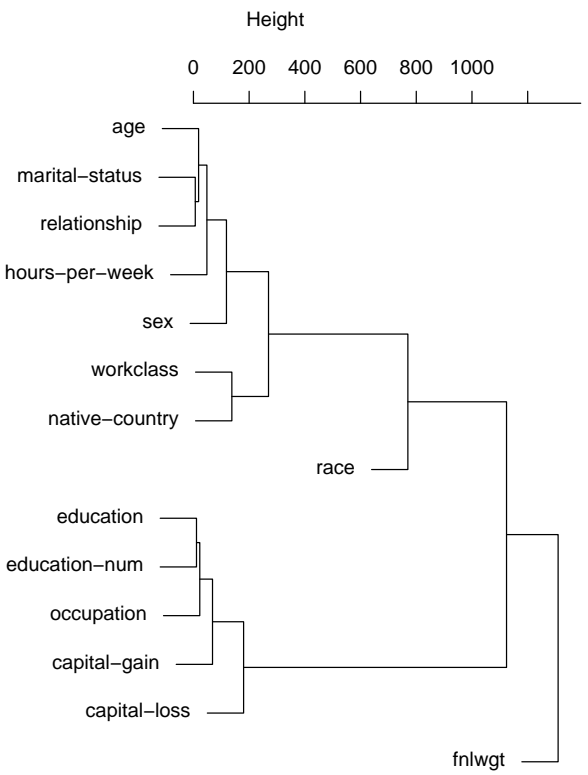 Height
0 200 400 600 800 1000
age
marital−status
relationship
hours−per−week
sex
workclass
native−country
race
education
education−num
occupation
capital−gain
capital−loss
fnlwgt